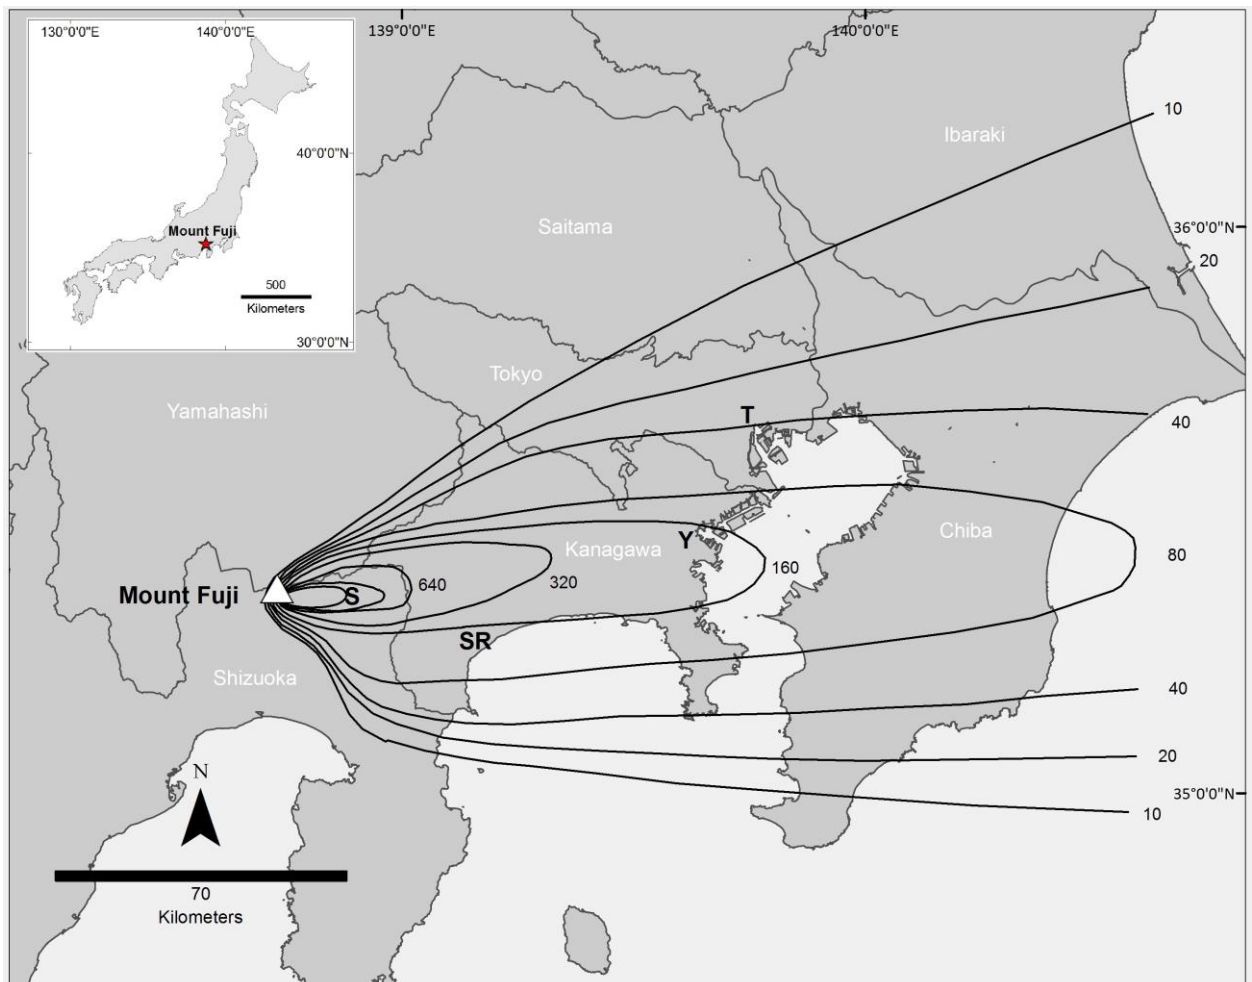 130°0'0"E
140°0'0"E
139°0'0"E
140°0'0"E
10
Ibaraki
40°0'0"N
36°0'0"N
Saitama
Mount Fuji
20
500
Kilometers
30°0'0"N
Tokyo
Yamahashi
T
40
Chiba
Y
Kanagawa
80
160
640
320
Mount Fuji
S
SR
Shizuoka
40
20
N
35°0'0"N
10
70
Kilometers